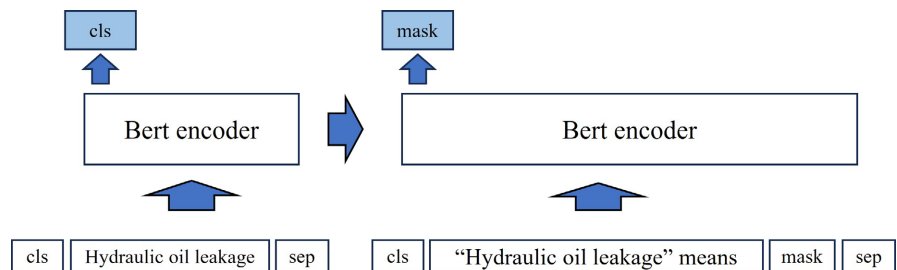 cls
mask
Bert encoder
Bert encoder
cls
Hydraulic oil leakage
sep
cls
“Hydraulic oil leakage” means
mask
sep